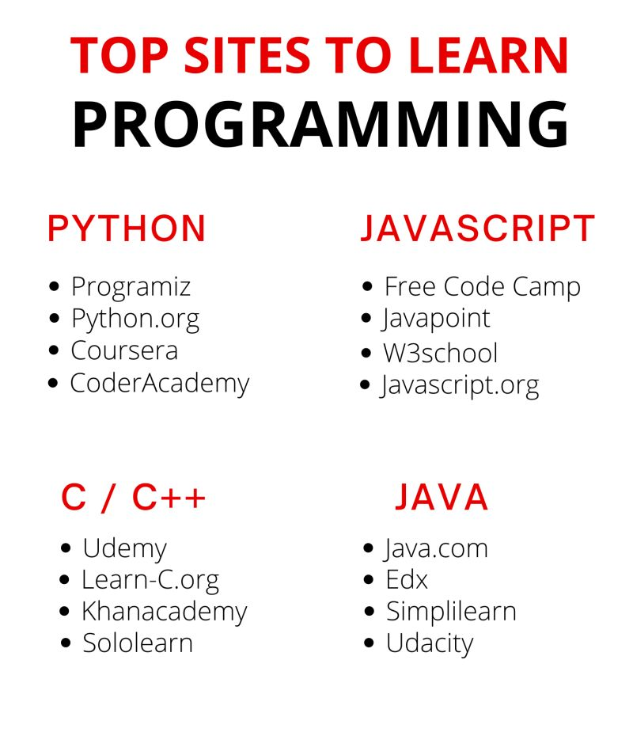 TOP SITES TO LEARN
PROGRAMMING
PYTHON
• Programiz
• Python.org
• Coursera
• CoderAcademy
JAVASCRIPT
• Free Code Camp
• Javapoint
• W3school
• Javascript.org
C / C++
• Udemy
• Learn-C.org
• Khanacademy
• Sololearn
JAVA
• Java.com
• Edx
• Simplilearn
• Udacity